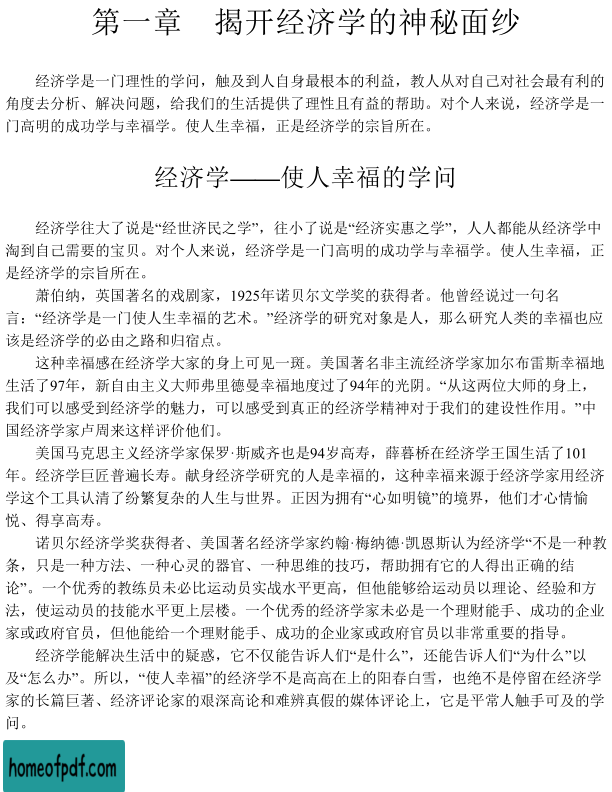 第一章　揭开经济学的神秘面纱
经济学是一门理性的学问，触及到人自身最根本的利益，教人从对自己对社会最有利的
角度去分析、解决问题，给我们的生活提供了理性且有益的帮助。对个人来说，经济学是一
门高明的成功学与幸福学。使人生幸福，正是经济学的宗旨所在。
经济学——使人幸福的学问
经济学往大了说是“经世济民之学”，往小了说是“经济实惠之学”，人人都能从经济学中
淘到自己需要的宝贝。对个人来说，经济学是一门高明的成功学与幸福学。使人生幸福，正
是经济学的宗旨所在。
萧伯纳，英国著名的戏剧家，1925年诺贝尔文学奖的获得者。他曾经说过一句名
言：“经济学是一门使人生幸福的艺术。”经济学的研究对象是人，那么研究人类的幸福也应
该是经济学的必由之路和归宿点。
这种幸福感在经济学大家的身上可见一斑。美国著名非主流经济学家加尔布雷斯幸福地
生活了97年，新自由主义大师弗里德曼幸福地度过了94年的光阴。“从这两位大师的身上，
我们可以感受到经济学的魅力，可以感受到真正的经济学精神对于我们的建设性作用。”中
国经济学家卢周来这样评价他们。
美国马克思主义经济学家保罗·斯威齐也是94岁高寿，薛暮桥在经济学王国生活了101
年。经济学巨匠普遍长寿。献身经济学研究的人是幸福的，这种幸福来源于经济学家用经济
学这个工具认清了纷繁复杂的人生与世界。正因为拥有“心如明镜”的境界，他们才心情愉
悦、得享高寿。
诺贝尔经济学奖获得者、美国著名经济学家约翰·梅纳德·凯恩斯认为经济学“不是一种教
条，只是一种方法、一种心灵的器官、一种思维的技巧，帮助拥有它的人得出正确的结
论”。一个优秀的教练员未必比运动员实战水平更高，但他能够给运动员以理论、经验和方
法，使运动员的技能水平更上层楼。一个优秀的经济学家未必是一个理财能手、成功的企业
家或政府官员，但他能给一个理财能手、成功的企业家或政府官员以非常重要的指导。
经济学能解决生活中的疑惑，它不仅能告诉人们“是什么”，还能告诉人们“为什么”以
及“怎么办”。所以，“使人幸福”的经济学不是高高在上的阳春白雪，也绝不是停留在经济学
家的长篇巨著、经济评论家的艰深高论和难辨真假的媒体评论上，它是平常人触手可及的学
问。
homeofpdf.com